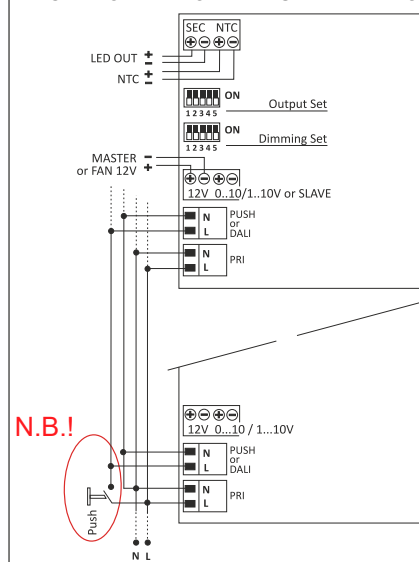 SEC NTC
LED OUT + −
NTC + −
ON
1 2 3 4 5
Output Set
ON
1 2 3 4 5
Dimming Set
MASTER −
or FAN 12V +
12V 0...10/1..10V or SLAVE
N PUSH
or
L DALI
N
PRI
L
12V 0...10 / 1...10V
N.B.!
N PUSH
or
L DALI
N
PRI
L
Push
N L